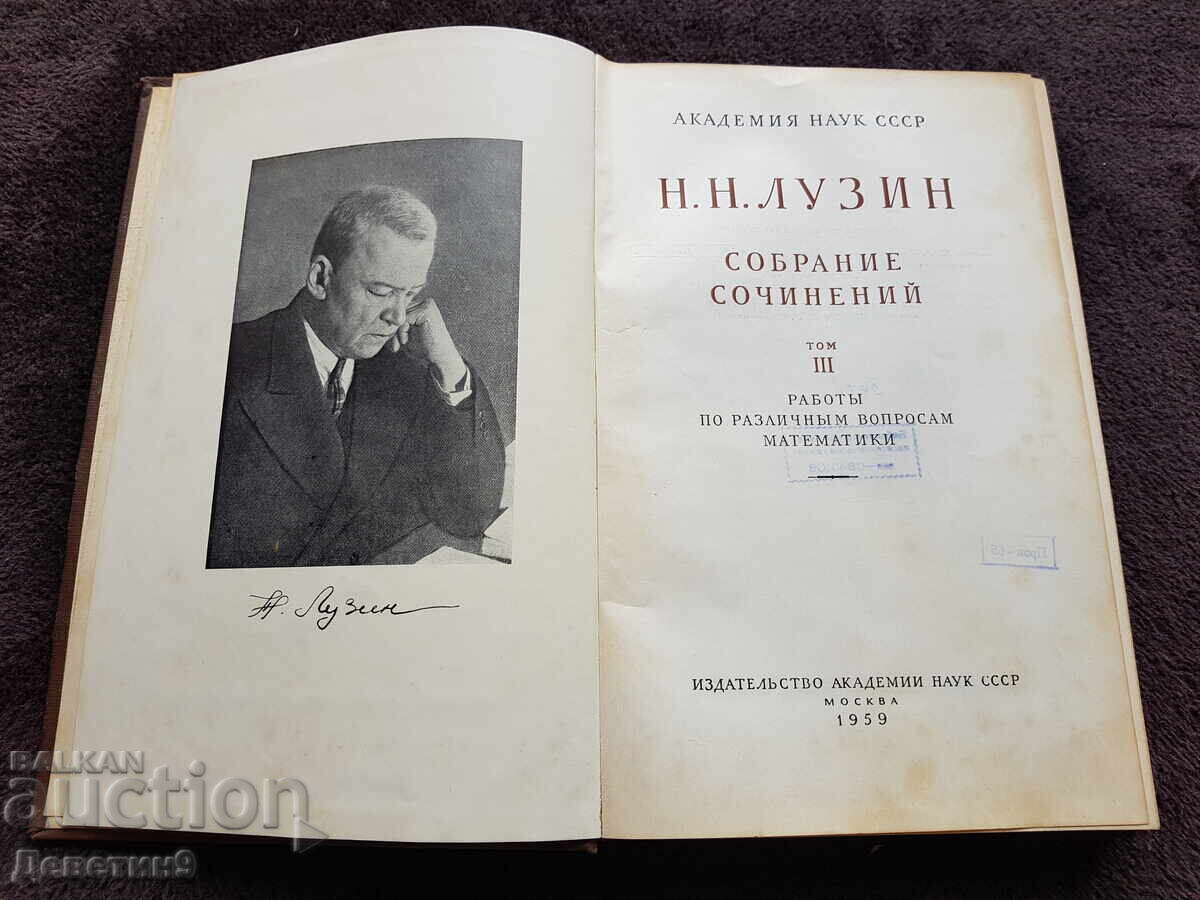 Н. Лузин
АКАДЕМИЯ НАУК СССР
Н. Н. ЛУЗИН
СОБРАНИЕ
СОЧИНЕНИЙ
ТОМ
III
РАБОТЫ
ПО РАЗЛИЧНЫМ ВОПРОСАМ
МАТЕМАТИКИ
ИЗДАТЕЛЬСТВО АКАДЕМИИ НАУК СССР
МОСКВА
1959
BALKAN
auction
Деветин9